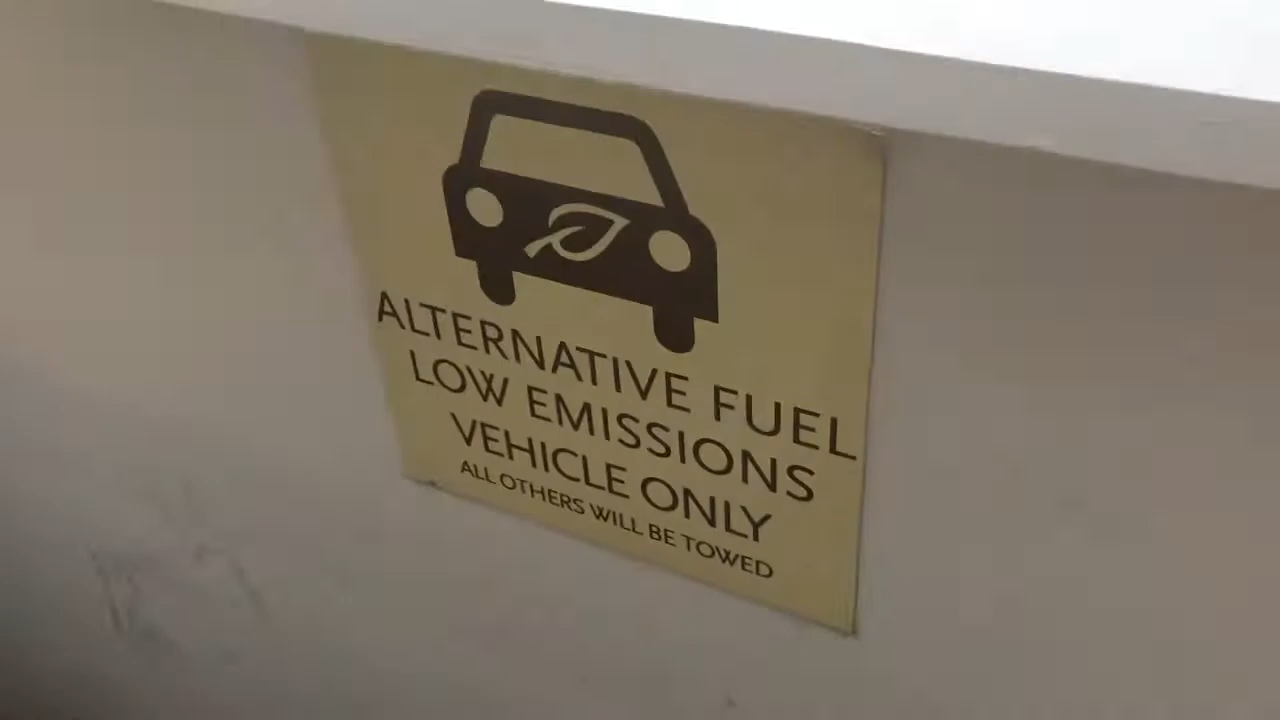 ALTERNATIVE FUEL
LOW EMISSIONS
VEHICLE ONLY
ALL OTHERS WILL BE TOWED